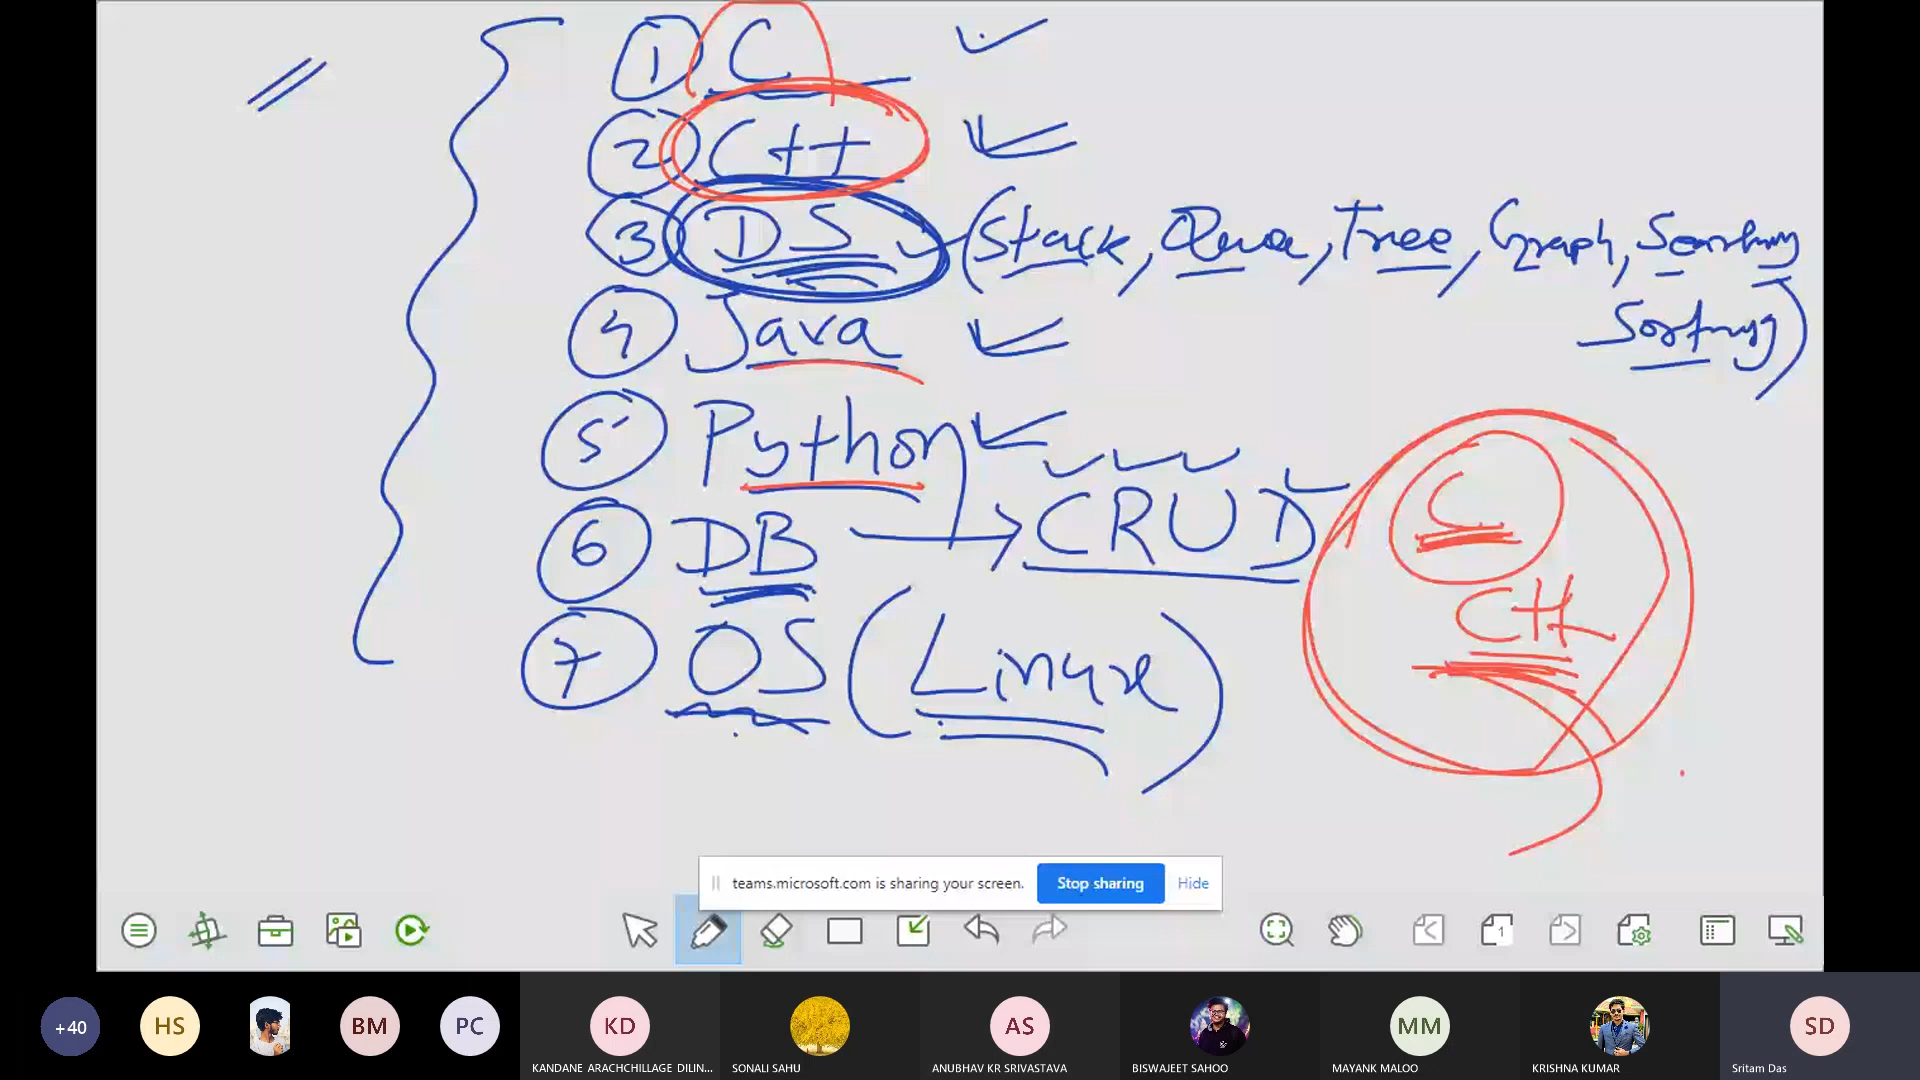 1 C
2 C++
3 DS (Stack, Queue, Tree, Graph, Searching
Sorting)
4 Java
5 Python
6 DB → CRUD
7 OS (Linux)
C
C++
teams.microsoft.com is sharing your screen. Stop sharing Hide
1
+40 HS BM PC KD AS MM SD
KANDANE ARACHCHILLAGE DILIN... SONALI SAHU ANUBHAV KR SRIVASTAVA BISWAJEET SAHOO MAYANK MALOO KRISHNA KUMAR Sritam Das